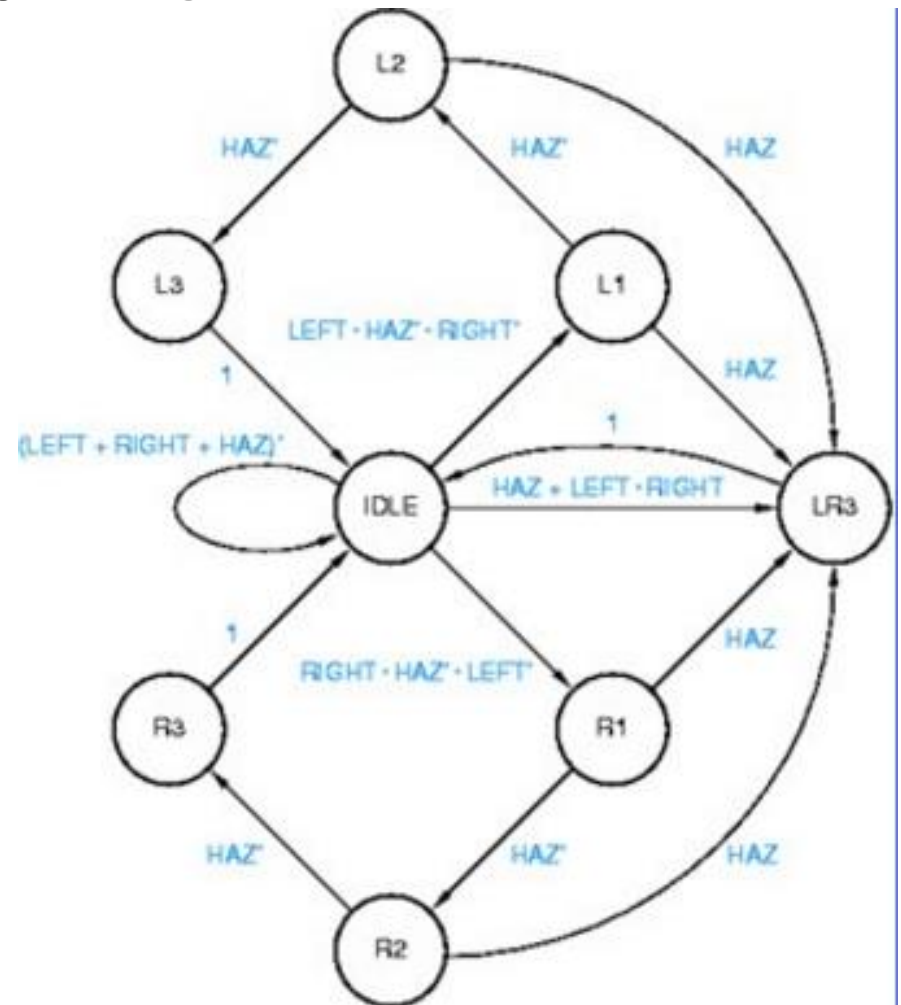 L2
HAZ' HAZ' HAZ
L3 L1
LEFT · HAZ' · RIGHT'
1 HAZ
1
(LEFT + RIGHT + HAZ)'
HAZ + LEFT · RIGHT
IDLE LR3
1 HAZ
RIGHT · HAZ' · LEFT'
R3 R1
HAZ' HAZ' HAZ
R2